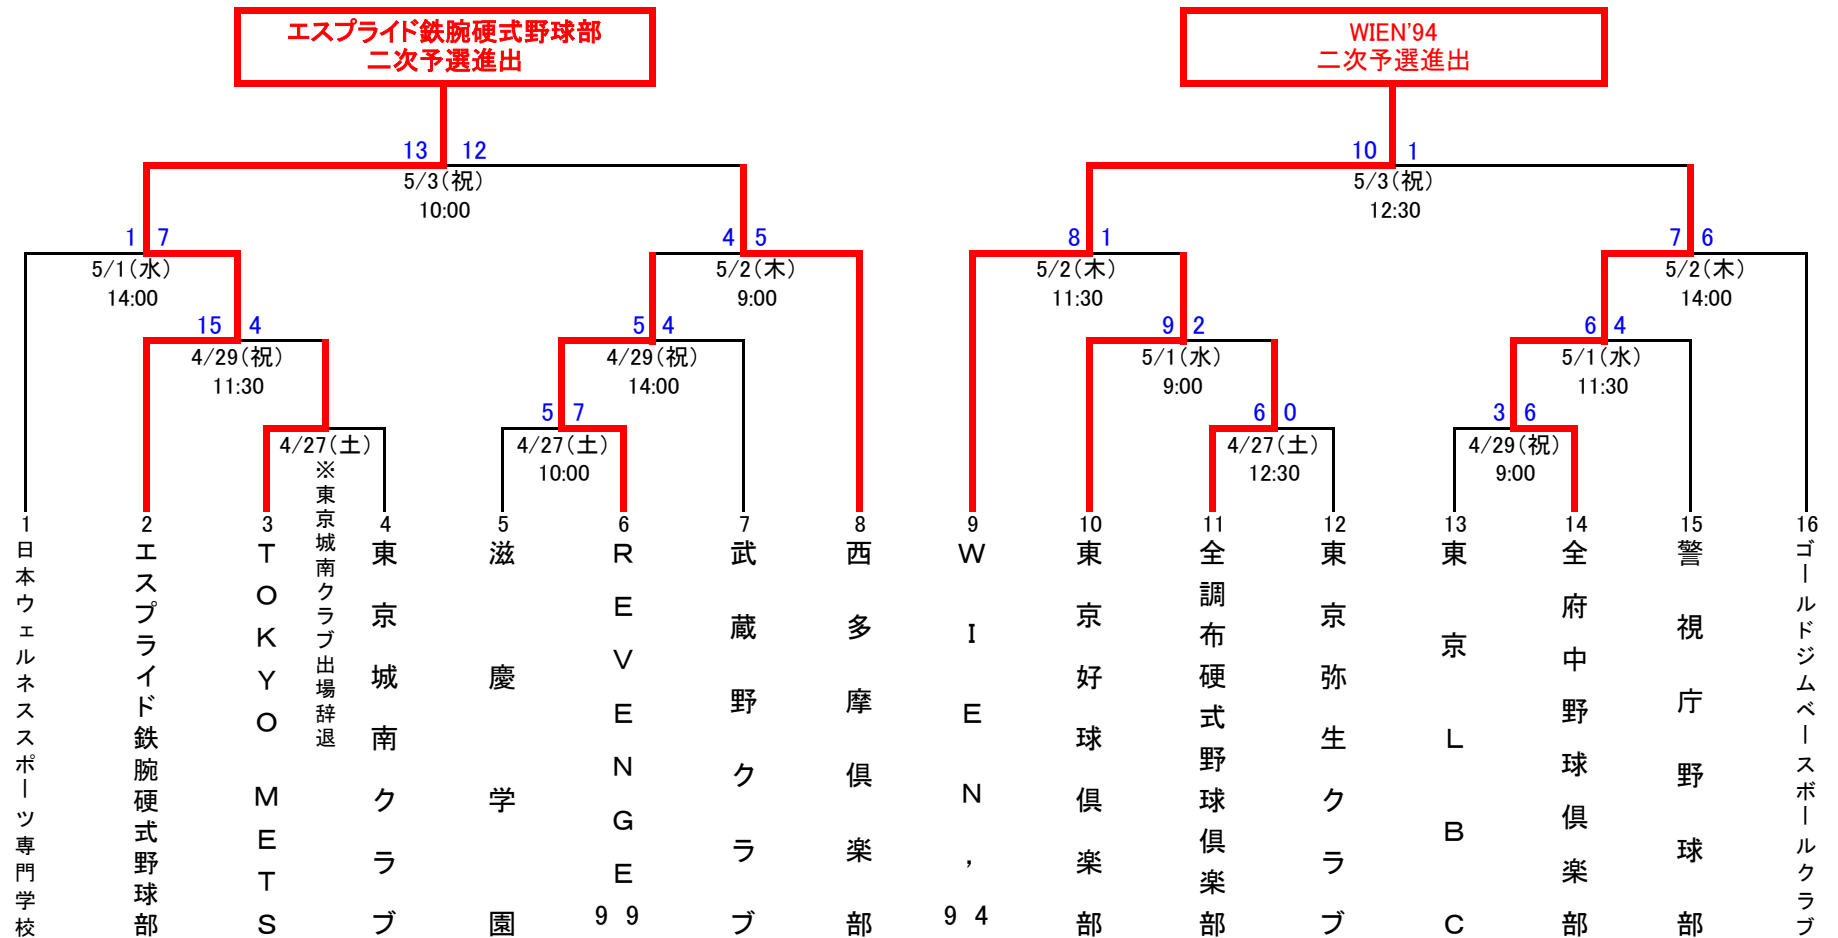 エスプライド鉄腕硬式野球部
二次予選進出
WIEN'94
二次予選進出
13 12
5/3(祝)
10:00
10 1
5/3(祝)
12:30
1 7
5/1(水)
14:00
4 5
5/2(木)
9:00
8 1
5/2(木)
11:30
7 6
5/2(木)
14:00
15 4
4/29(祝)
11:30
5 4
4/29(祝)
14:00
9 2
5/1(水)
9:00
6 4
5/1(水)
11:30
4/27(土)
※東京城南クラブ出場辞退
5 7
4/27(土)
10:00
6 0
4/27(土)
12:30
3 6
4/29(祝)
9:00
1
日本ウェルネススポーツ専門学校
2
エスプライド鉄腕硬式野球部
3
TOKYO METS
4
東京城南クラブ
5
滋慶学園
6
REVENGE99
7
武蔵野クラブ
8
西多摩倶楽部
9
WIEN’94
10
東京好球倶楽部
11
全調布硬式野球倶楽部
12
東京弥生クラブ
13
東京LBC
14
全府中野球倶楽部
15
警視庁野球部
16
ゴールドジムベースボールクラブ